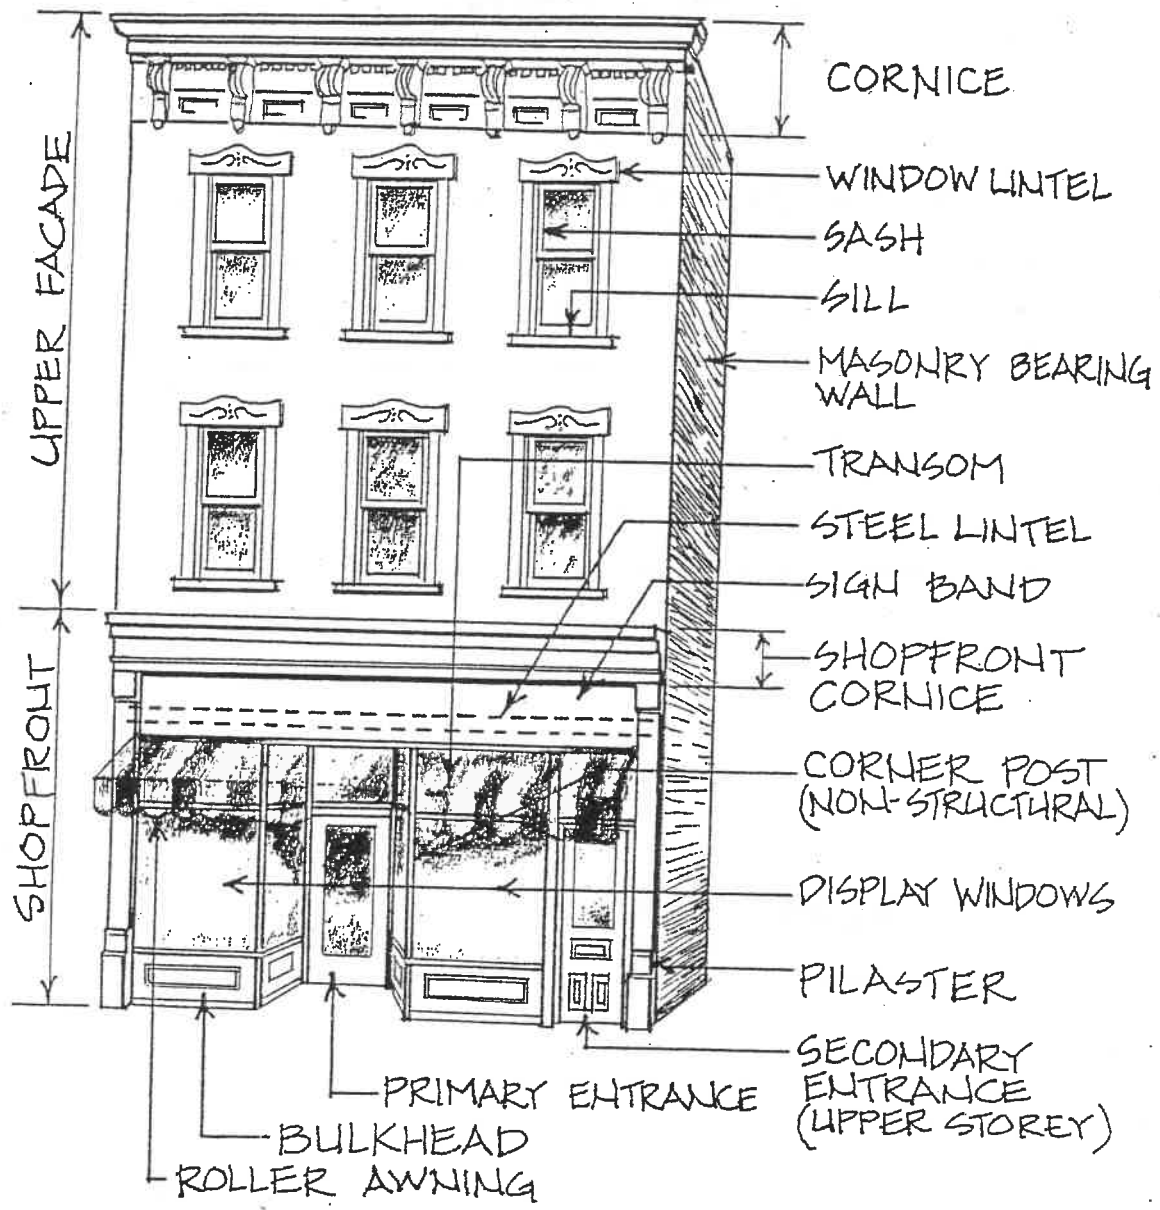 CORNICE
WINDOW LINTEL
SASH
SILL
MASONRY BEARING
WALL
TRANSOM
STEEL LINTEL
SIGN BAND
SHOPFRONT
CORNICE
CORNER POST
(NON-STRUCTURAL)
DISPLAY WINDOWS
PILASTER
SECONDARY
ENTRANCE
(UPPER STOREY)
PRIMARY ENTRANCE
BULKHEAD
ROLLER AWNING
UPPER FACADE
SHOPFRONT